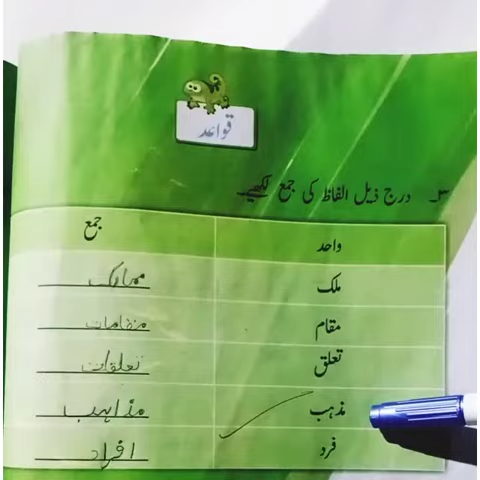 قواعد
۳۔ درج ذیل الفاظ کی جمع لکھیے۔
واحد جمع
ملک ممالک
مقام مقامات
تعلق تعلقات
مذہب مذاہب
فرد افراد